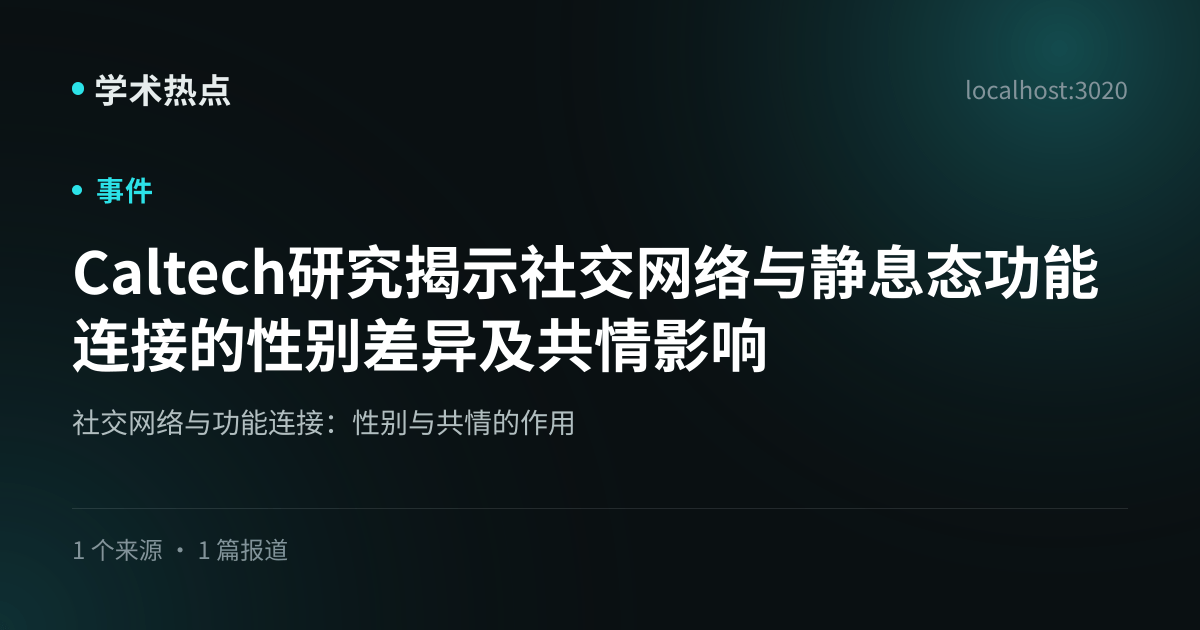 学术热点
localhost:3020
事件
Caltech研究揭示社交网络与静息态功能
连接的性别差异及共情影响
社交网络与功能连接：性别与共情的作用
1 个来源 · 1 篇报道